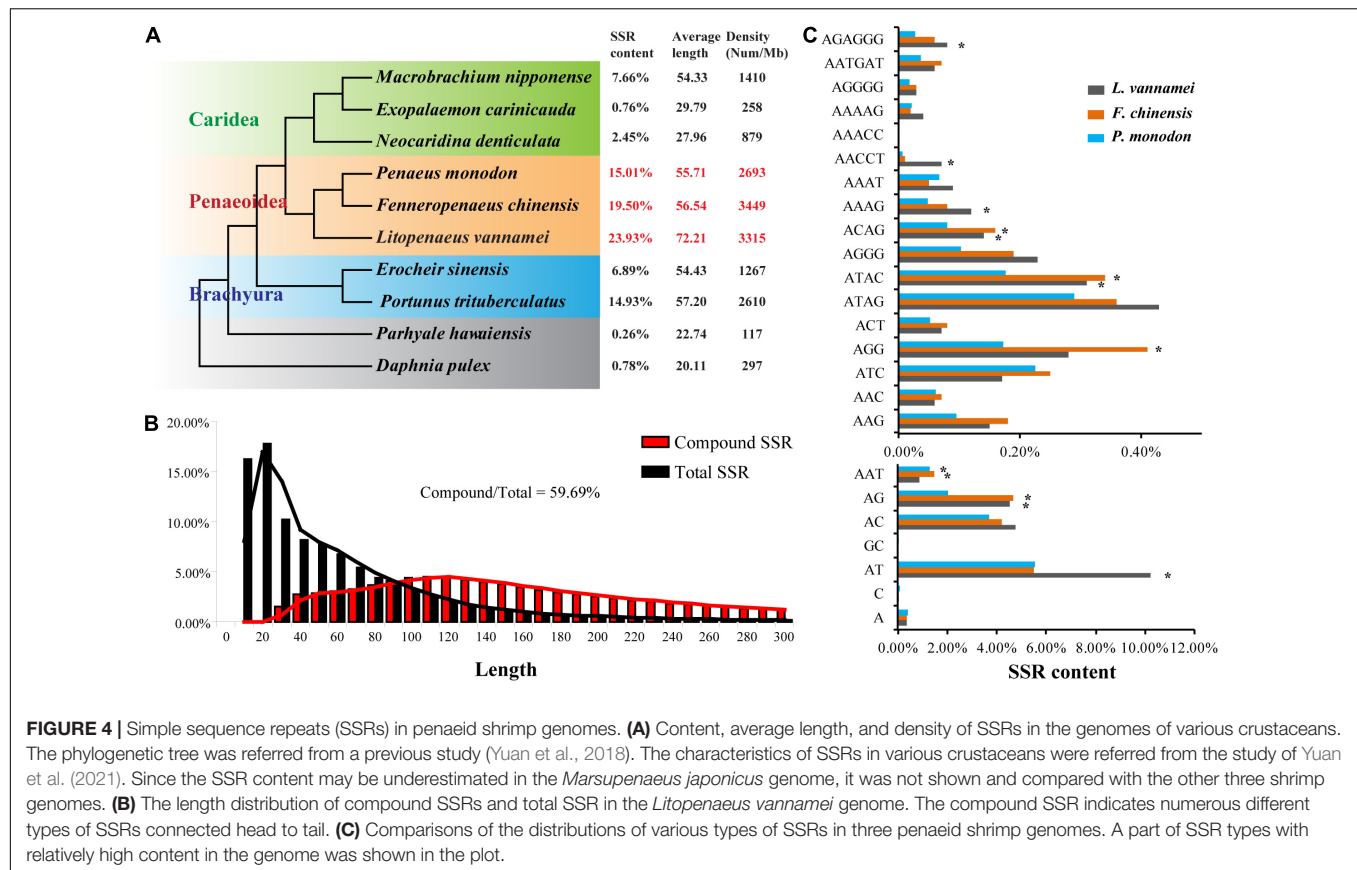 A
SSR content Average length Density (Num/Mb)
Macrobrachium nipponense 7.66% 54.33 1410
Exopalaemon carinicauda 0.76% 29.79 258
Caridea
Neocaridina denticulata 2.45% 27.96 879
Penaeus monodon 15.01% 55.71 2693
Penaeoidea
Fenneropenaeus chinensis 19.50% 56.54 3449
Litopenaeus vannamei 23.93% 72.21 3315
Erocheir sinensis 6.89% 54.43 1267
Brachyura
Portunus trituberculatus 14.93% 57.20 2610
Parhyale hawaiensis 0.26% 22.74 117
Daphnia pulex 0.78% 20.11 297
B
20.00%
15.00%
10.00%
5.00%
0.00%
Compound SSR
Total SSR
Compound/Total = 59.69%
0 20 40 60 80 100 120 140 160 180 200 220 240 260 280 300
Length
C
AGAGGG *
AATGAT
AGGGG
AAAAG
AAACC
AACCT *
AAAT
AAAG *
ACAG * *
AGGG
ATAC * *
ATAG
ACT
AGG *
ATC
AAC
AAG
0.00% 0.20% 0.40%
L. vannamei
F. chinensis
P. monodon
AAT * *
AG * *
AC
GC
AT *
C
A
0.00% 2.00% 4.00% 6.00% 8.00% 10.00% 12.00%
SSR content
FIGURE 4 | Simple sequence repeats (SSRs) in penaeid shrimp genomes. (A) Content, average length, and density of SSRs in the genomes of various crustaceans.
The phylogenetic tree was referred from a previous study (Yuan et al., 2018). The characteristics of SSRs in various crustaceans were referred from the study of Yuan
et al. (2021). Since the SSR content may be underestimated in the Marsupenaeus japonicus genome, it was not shown and compared with the other three shrimp
genomes. (B) The length distribution of compound SSRs and total SSR in the Litopenaeus vannamei genome. The compound SSR indicates numerous different
types of SSRs connected head to tail. (C) Comparisons of the distributions of various types of SSRs in three penaeid shrimp genomes. A part of SSR types with
relatively high content in the genome was shown in the plot.